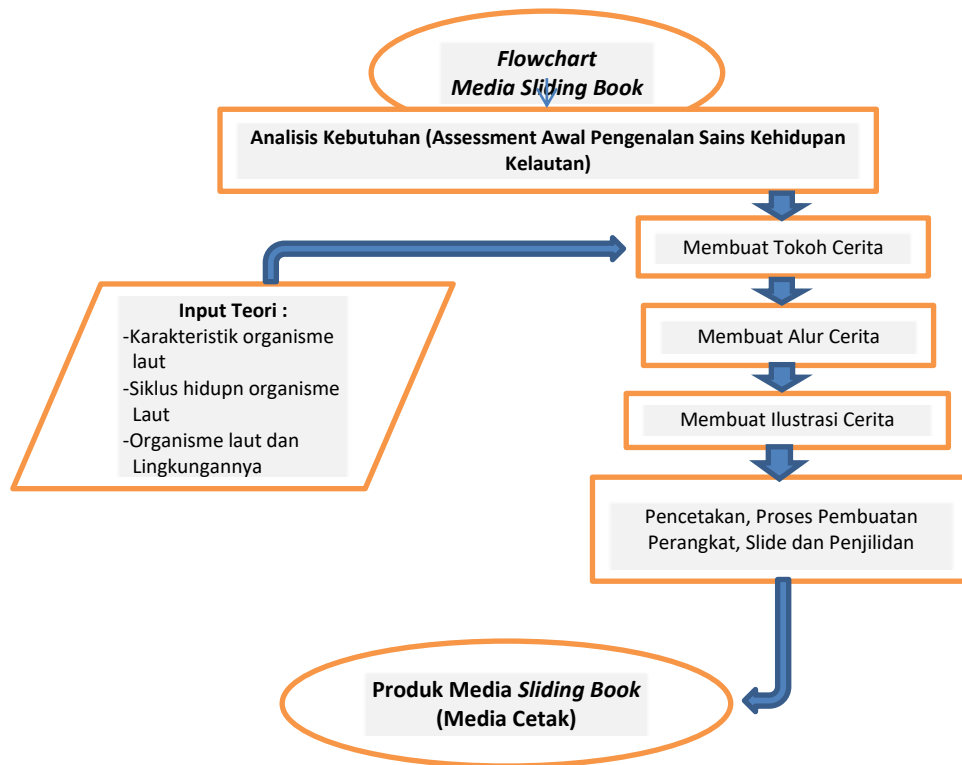 Flowchart
Media Sliding Book
Analisis Kebutuhan (Assessment Awal Pengenalan Sains Kehidupan
Kelautan)
Membuat Tokoh Cerita
Input Teori :
-Karakteristik organisme
laut
-Siklus hidupn organisme
Laut
-Organisme laut dan
Lingkungannya
Membuat Alur Cerita
Membuat Ilustrasi Cerita
Pencetakan, Proses Pembuatan
Perangkat, Slide dan Penjilidan
Produk Media Sliding Book
(Media Cetak)